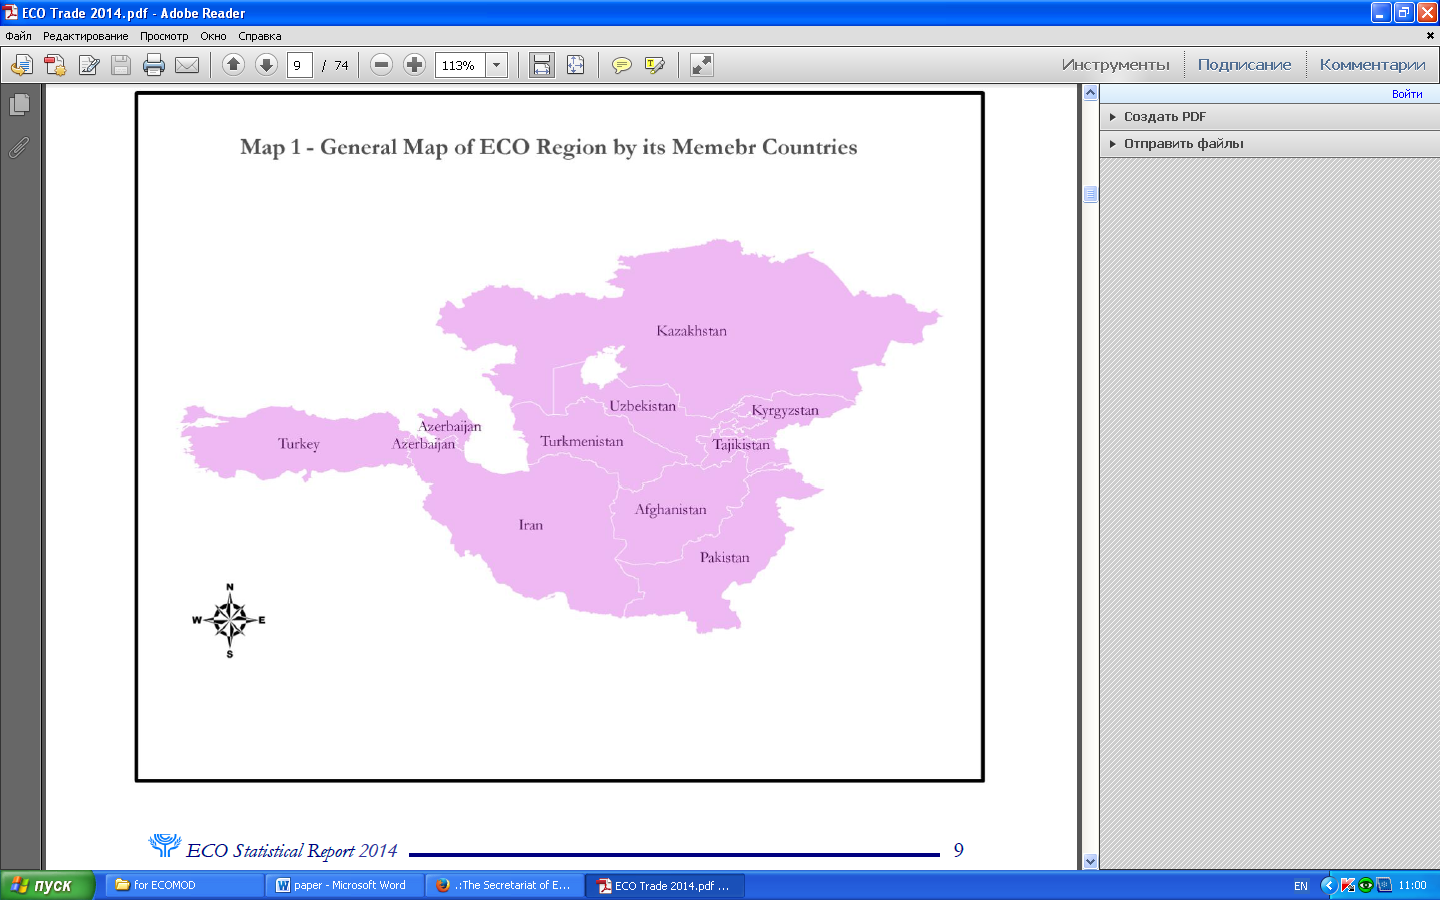 ECO Trade 2014.pdf - Adobe Reader
Файл Редактирование Просмотр Окно Справка
9 / 74 113% Инструменты Подписание Комментарии
Войти
Создать PDF
Отправить файлы
Map 1 - General Map of ECO Region by its Memebr Countries
Kazakhstan
Uzbekistan
Kyrgyzstan
Azerbaijan
Turkey
Azerbaijan
Turkmenistan
Tajikistan
Afghanistan
Iran
Pakistan
N
W E
S
ECO Statistical Report 2014 9
пуск for ECOMOD paper - Microsoft Word .:The Secretariat of E... ECO Trade 2014.pdf ... EN 11:00